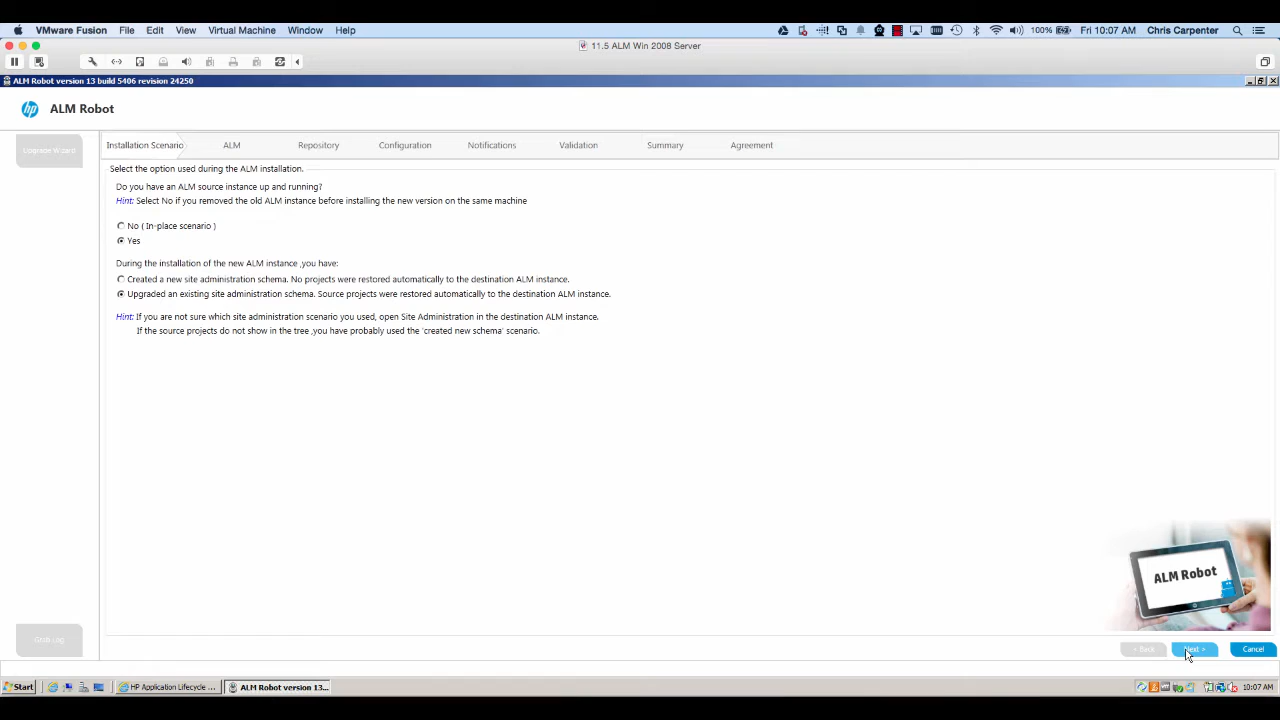 VMware Fusion File Edit View Virtual Machine Window Help 100% Fri 10:07 AM Chris Carpenter
11.5 ALM Win 2008 Server
ALM Robot version 13 build 5406 revision 24250
hp ALM Robot
Upgrade Wizard
Installation Scenario ALM Repository Configuration Notifications Validation Summary Agreement
Select the option used during the ALM installation.
Do you have an ALM source instance up and running?
Hint: Select No if you removed the old ALM instance before installing the new version on the same machine
No ( In-place scenario )
Yes
During the installation of the new ALM instance ,you have:
Created a new site administration schema. No projects were restored automatically to the destination ALM instance.
Upgraded an existing site administration schema. Source projects were restored automatically to the destination ALM instance.
Hint: If you are not sure which site administration scenario you used, open Site Administration in the destination ALM instance.
If the source projects do not show in the tree ,you have probably used the 'created new schema' scenario.
ALM Robot
Grab Log
< Back Next > Cancel
Start HP Application Lifecycle ... ALM Robot version 13... 10:07 AM